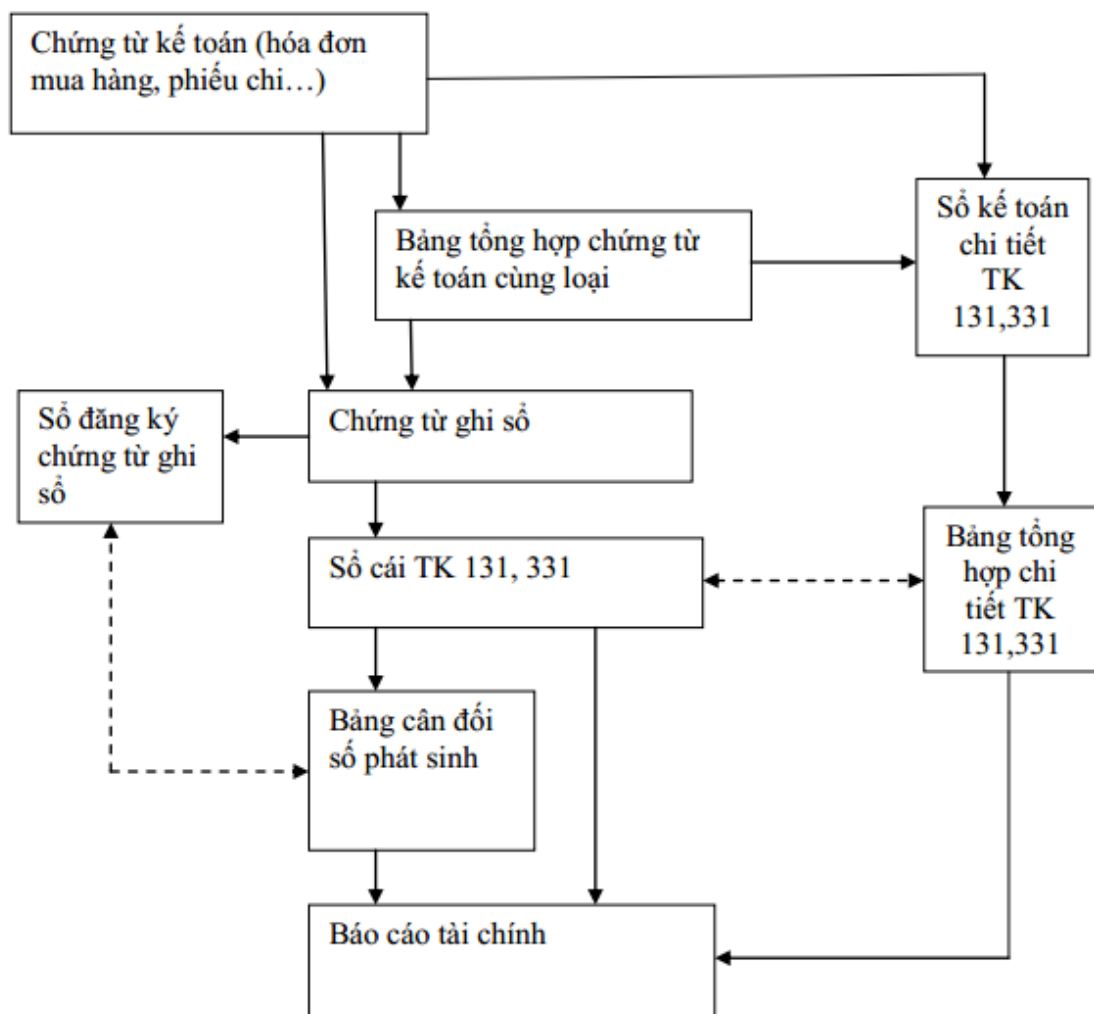 Chứng từ kế toán (hóa đơn
mua hàng, phiếu chi…)
Bảng tổng hợp chứng từ
kế toán cùng loại
Sổ kế toán
chi tiết
TK
131,331
Sổ đăng ký
chứng từ ghi
sổ
Chứng từ ghi sổ
Sổ cái TK 131, 331
Bảng tổng
hợp chi
tiết TK
131,331
Bảng cân đối
số phát sinh
Báo cáo tài chính